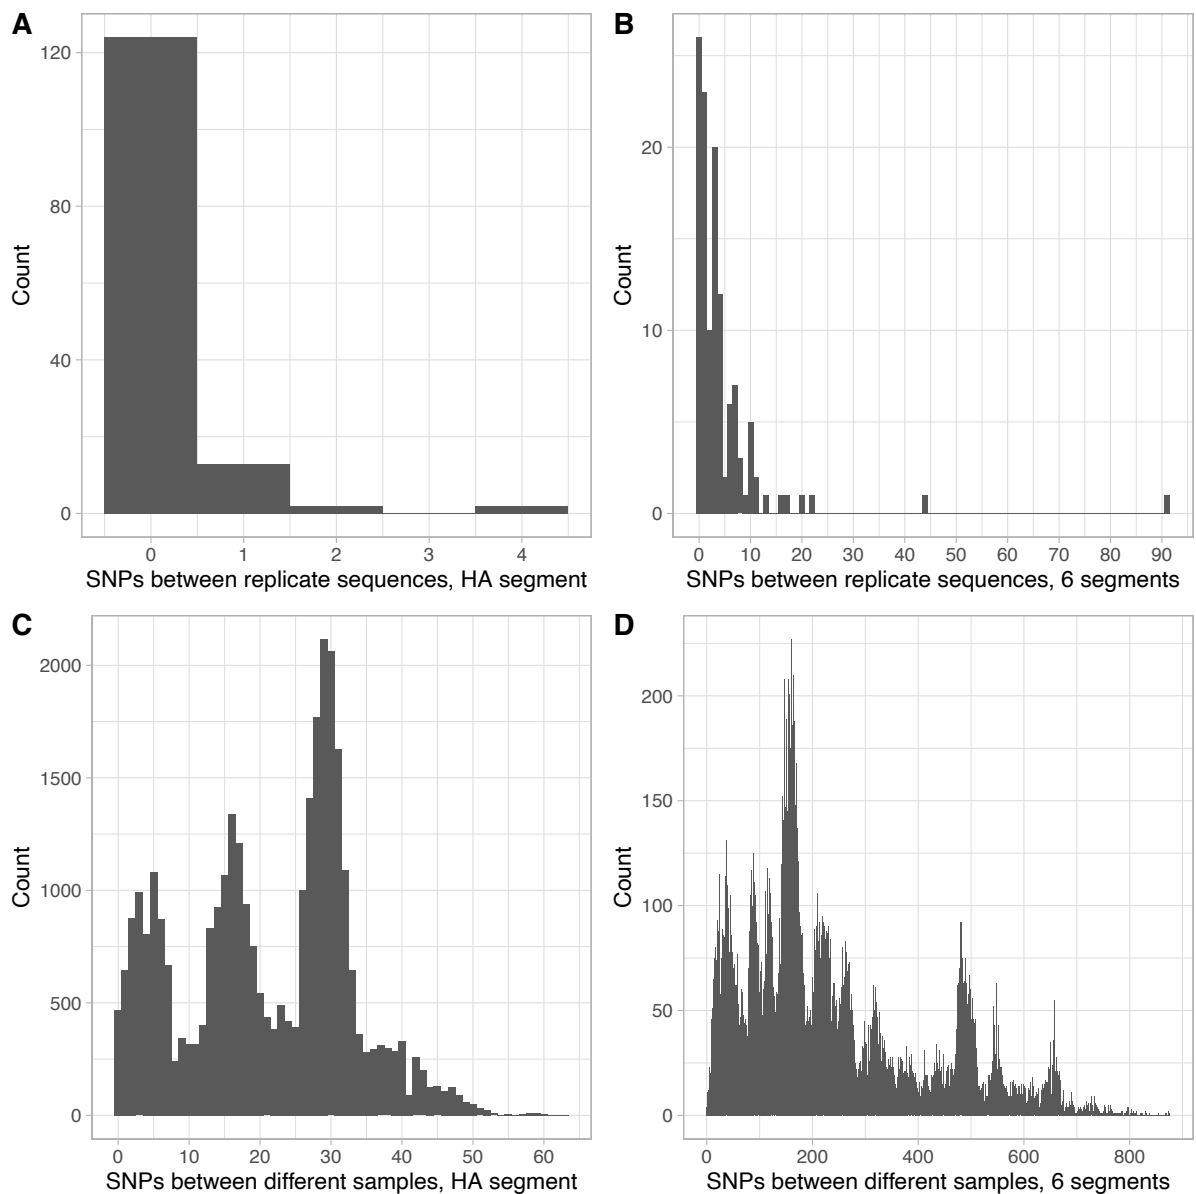 A
120
80
40
0
Count
0 1 2 3 4
SNPs between replicate sequences, HA segment
B
20
10
0
Count
0 10 20 30 40 50 60 70 80 90
SNPs between replicate sequences, 6 segments
C
2000
1500
1000
500
0
Count
0 10 20 30 40 50 60
SNPs between different samples, HA segment
D
200
150
100
50
0
Count
0 200 400 600 800
SNPs between different samples, 6 segments